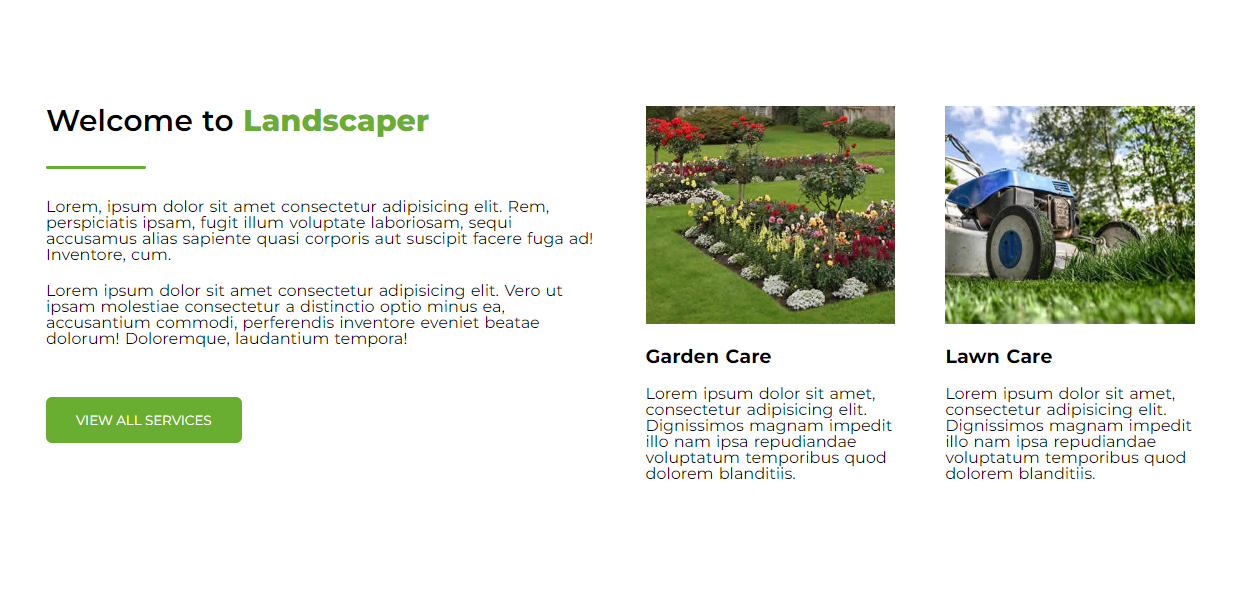 Welcome to Landscaper
Lorem, ipsum dolor sit amet consectetur adipisicing elit. Rem,
perspiciatis ipsam, fugit illum voluptate laboriosam, sequi
accusamus alias sapiente quasi corporis aut suscipit facere fuga ad!
Inventore, cum.
Lorem ipsum dolor sit amet consectetur adipisicing elit. Vero ut
ipsam molestiae consectetur a distinctio optio minus ea,
accusantium commodi, perferendis inventore eveniet beatae
dolorum! Doloremque, laudantium tempora!
VIEW ALL SERVICES
Garden Care
Lorem ipsum dolor sit amet,
consectetur adipisicing elit.
Dignissimos magnam impedit
illo nam ipsa repudiandae
voluptatum temporibus quod
dolorem blanditiis.
Lawn Care
Lorem ipsum dolor sit amet,
consectetur adipisicing elit.
Dignissimos magnam impedit
illo nam ipsa repudiandae
voluptatum temporibus quod
dolorem blanditiis.